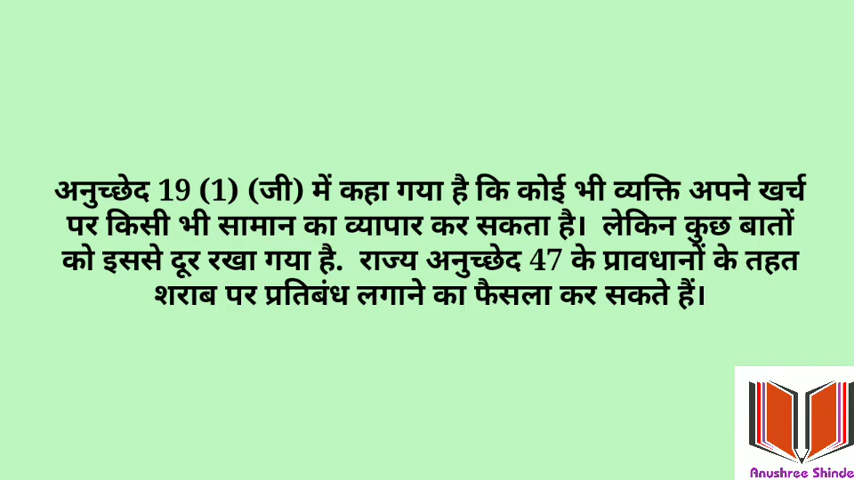 अनुच्छेद 19 (1) (जी) में कहा गया है कि कोई भी व्यक्ति अपने खर्च
पर किसी भी सामान का व्यापार कर सकता है। लेकिन कुछ बातों
को इससे दूर रखा गया है. राज्य अनुच्छेद 47 के प्रावधानों के तहत
शराब पर प्रतिबंध लगाने का फैसला कर सकते हैं।
Anushree Shinde